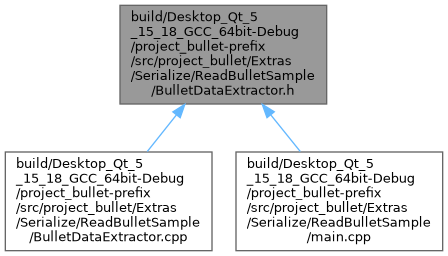 build/Desktop_Qt_5
_15_18_GCC_64bit-Debug
/project_bullet-prefix
/src/project_bullet/Extras
/Serialize/ReadBulletSample
/BulletDataExtractor.h
build/Desktop_Qt_5
_15_18_GCC_64bit-Debug
/project_bullet-prefix
/src/project_bullet/Extras
/Serialize/ReadBulletSample
/BulletDataExtractor.cpp
build/Desktop_Qt_5
_15_18_GCC_64bit-Debug
/project_bullet-prefix
/src/project_bullet/Extras
/Serialize/ReadBulletSample
/main.cpp